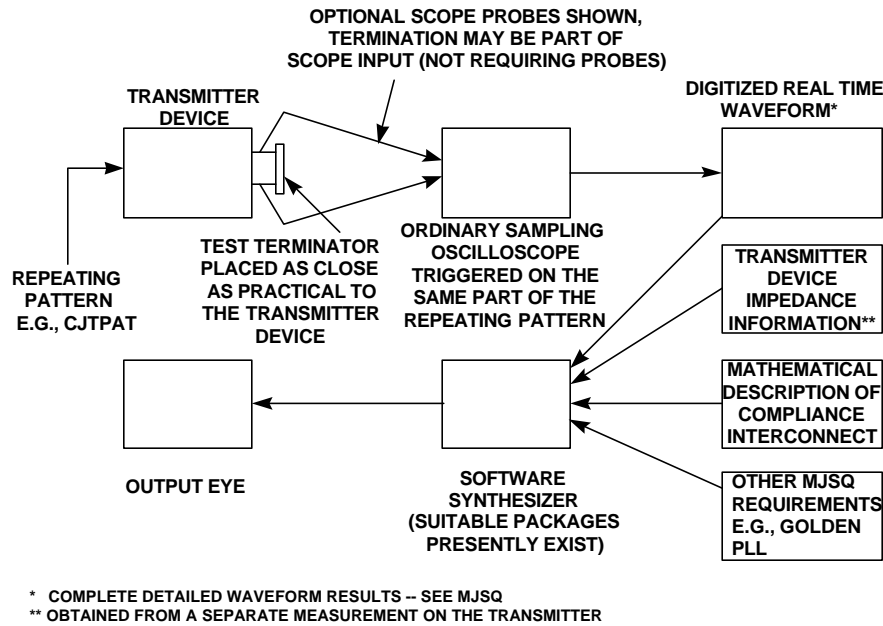 OPTIONAL SCOPE PROBES SHOWN,
TERMINATION MAY BE PART OF
SCOPE INPUT (NOT REQUIRING PROBES)
TRANSMITTER
DEVICE
DIGITIZED REAL TIME
WAVEFORM*
REPEATING
PATTERN
E.G., CJTPAT
TEST TERMINATOR
PLACED AS CLOSE
AS PRACTICAL TO
THE TRANSMITTER
DEVICE
ORDINARY SAMPLING
OSCILLOSCOPE
TRIGGERED ON THE
SAME PART OF THE
REPEATING PATTERN
TRANSMITTER
DEVICE
IMPEDANCE
INFORMATION**
MATHEMATICAL
DESCRIPTION OF
COMPLIANCE
INTERCONNECT
OUTPUT EYE
SOFTWARE
SYNTHESIZER
(SUITABLE PACKAGES
PRESENTLY EXIST)
OTHER MJSQ
REQUIREMENTS
E.G., GOLDEN
PLL
* COMPLETE DETAILED WAVEFORM RESULTS -- SEE MJSQ
** OBTAINED FROM A SEPARATE MEASUREMENT ON THE TRANSMITTER